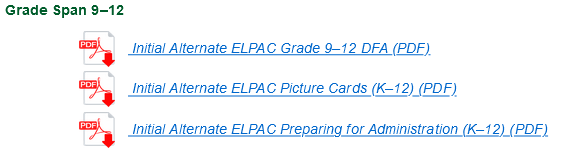 Grade Span 9–12
PDF Initial Alternate ELPAC Grade 9–12 DFA (PDF)
PDF Initial Alternate ELPAC Picture Cards (K–12) (PDF)
PDF Initial Alternate ELPAC Preparing for Administration (K–12) (PDF)